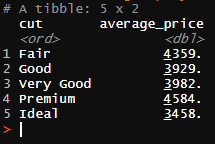 # A tibble: 5 x 2
cut average_price
<ord> <dbl>
1 Fair 4359.
2 Good 3929.
3 Very Good 3982.
4 Premium 4584.
5 Ideal 3458.
>